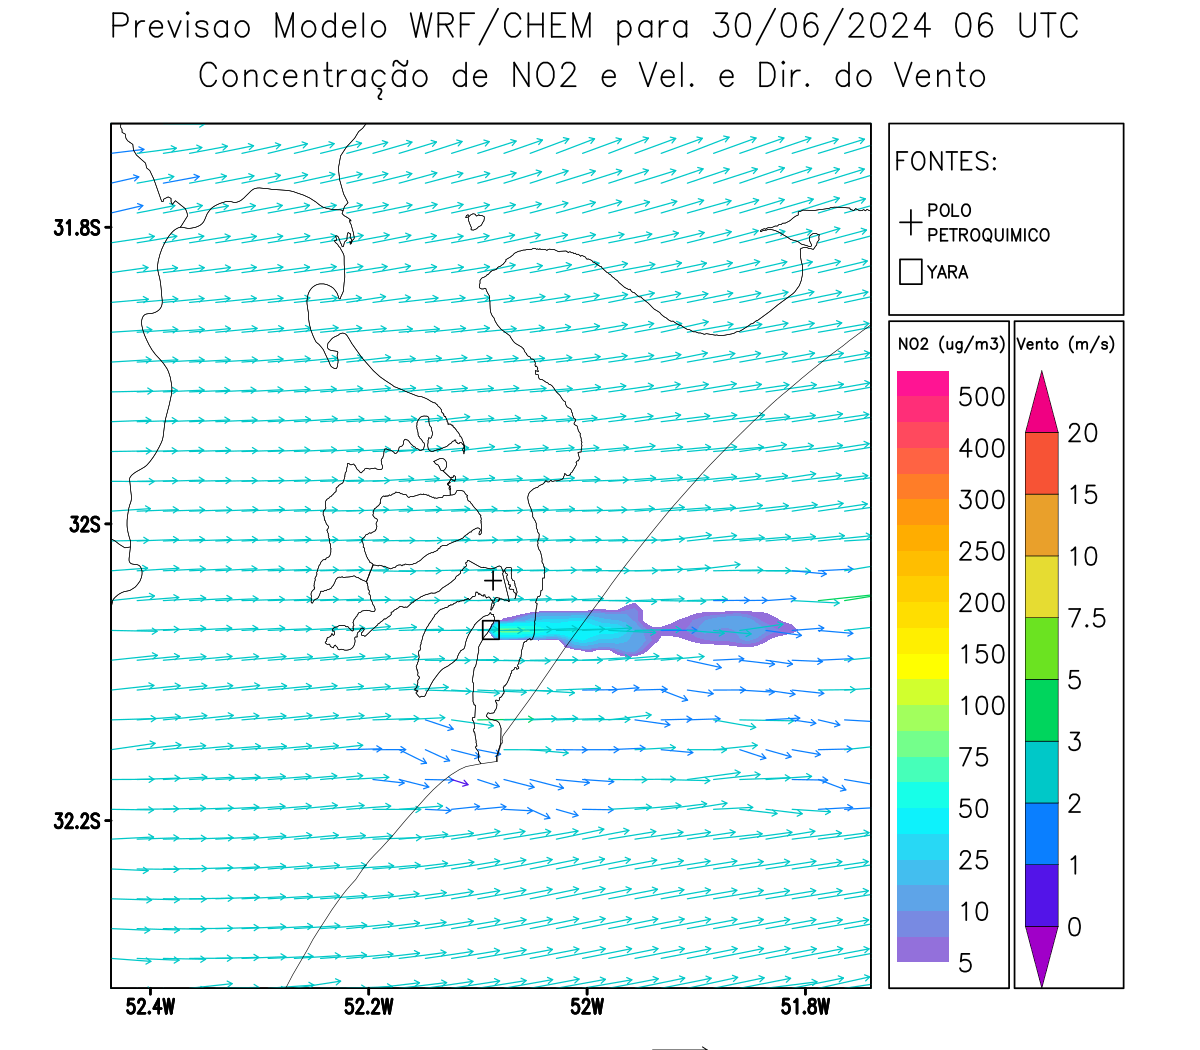 Previsao Modelo WRF/CHEM para 30/06/2024 06 UTC
Concentração de NO2 e Vel. e Dir. do Vento
FONTES:
POLO
PETROQUIMICO
YARA
NO2 (ug/m3)
500
400
300
250
200
150
100
75
50
25
10
5
Vento (m/s)
20
15
10
7.5
5
3
2
1
0
31.8S
32S
32.2S
52.4W
52.2W
52W
51.8W